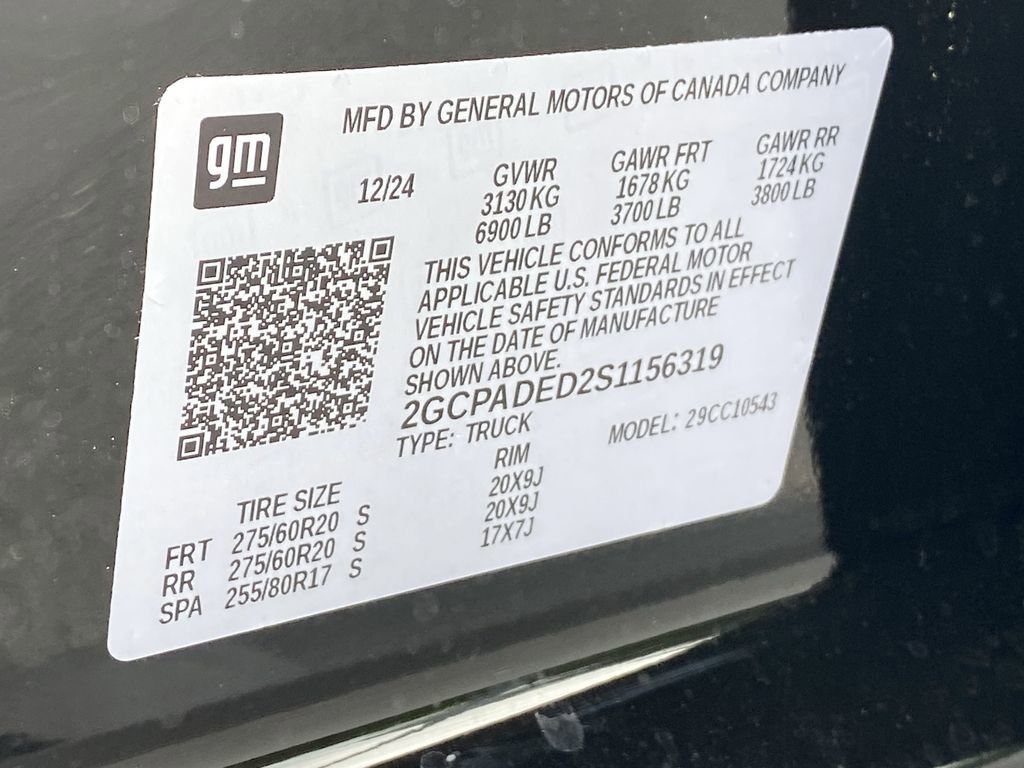 MFD BY GENERAL MOTORS OF CANADA COMPANY
gm
12/24
GVWR
3130 KG
6900 LB
GAWR FRT
1678 KG
3700 LB
GAWR RR
1724 KG
3800 LB
THIS VEHICLE CONFORMS TO ALL
APPLICABLE U.S. FEDERAL MOTOR
VEHICLE SAFETY STANDARDS IN EFFECT
ON THE DATE OF MANUFACTURE
SHOWN ABOVE.
2GCPADED2S1156319
TYPE: TRUCK
MODEL: 29CC10543
TIRE SIZE RIM
FRT 275/60R20 S 20X9J
RR 275/60R20 S 20X9J
SPA 255/80R17 S 17X7J